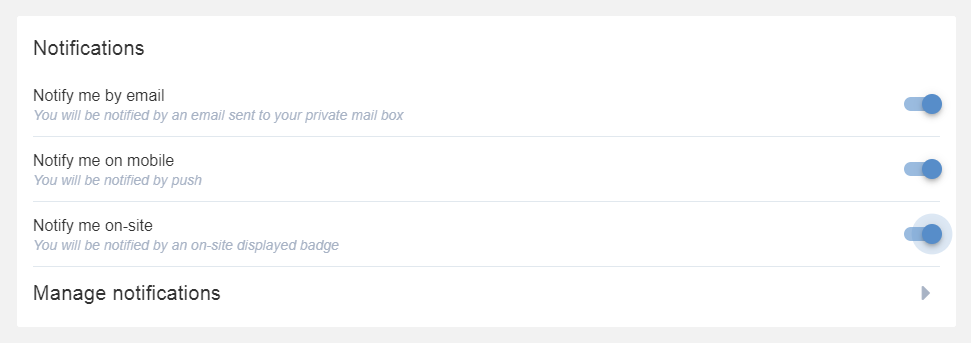 Notifications
Notify me by email
You will be notified by an email sent to your private mail box
Notify me on mobile
You will be notified by push
Notify me on-site
You will be notified by an on-site displayed badge
Manage notifications